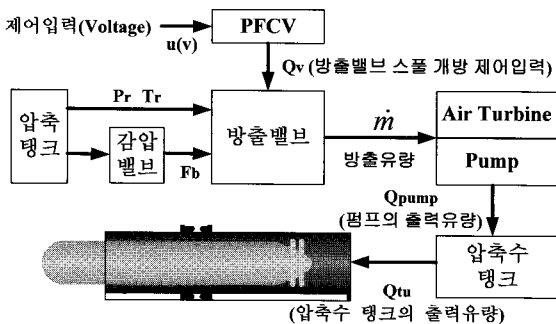 제어입력(Voltage)
u(v)
PFCV
Qv (방출밸브 스풀 개방 제어입력)
압축
탱크
Pr Tr
감압
밸브
Fb
방출밸브
ṁ
방출유량
Air Turbine
Pump
Qpump
(펌프의 출력유량)
압축수
탱크
Qtu
(압축수 탱크의 출력유량)